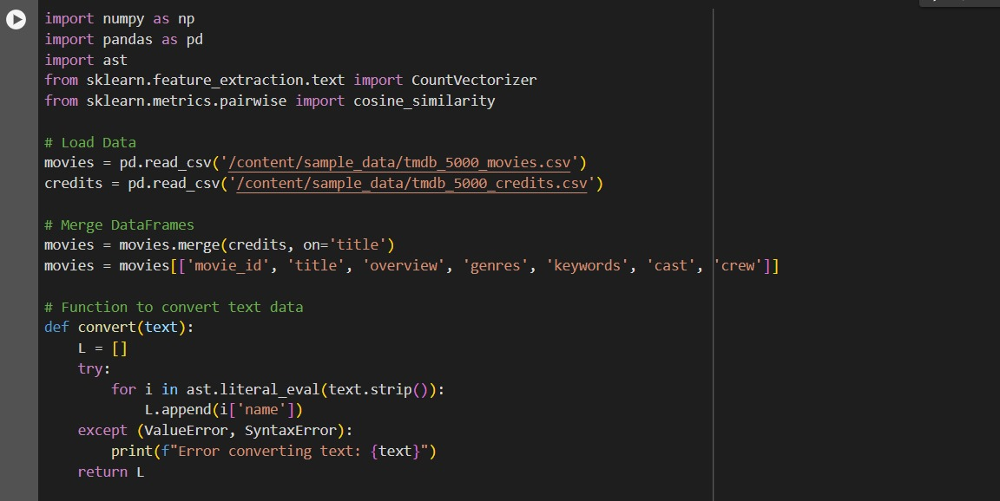 import numpy as np
import pandas as pd
import ast
from sklearn.feature_extraction.text import CountVectorizer
from sklearn.metrics.pairwise import cosine_similarity
# Load Data
movies = pd.read_csv('/content/sample_data/tmdb_5000_movies.csv')
credits = pd.read_csv('/content/sample_data/tmdb_5000_credits.csv')
# Merge DataFrames
movies = movies.merge(credits, on='title')
movies = movies[['movie_id', 'title', 'overview', 'genres', 'keywords', 'cast', 'crew']]
# Function to convert text data
def convert(text):
    L = []
    try:
        for i in ast.literal_eval(text.strip()):
            L.append(i['name'])
    except (ValueError, SyntaxError):
        print(f"Error converting text: {text}")
    return L